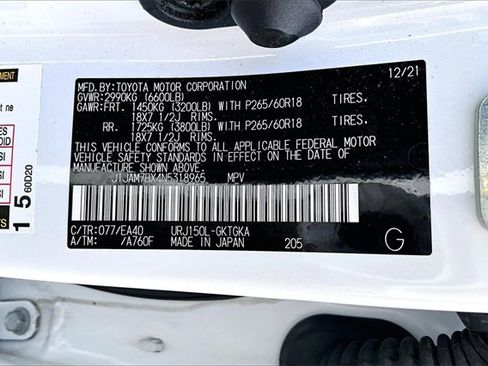 MFD.BY:TOYOTA MOTOR CORPORATION 12/21
GVWR:2990KG (6600LB)
GAWR:FRT. 1450KG (3200LB) WITH P265/60R18 TIRES,
18X7 1/2J RIMS.
RR. 1725KG (3800LB) WITH P265/60R18 TIRES,
18X7 1/2J RIMS.
THIS VEHICLE CONFORMS TO ALL APPLICABLE FEDERAL MOTOR
VEHICLE SAFETY STANDARDS IN EFFECT ON THE DATE OF
MANUFACTURE SHOWN ABOVE.
JTJAM7BX4N5318965 MPV
C/TR:077/EA40 URJ150L-GKTGKA
A/TM: /A760F MADE IN JAPAN 205
G
1 5
60D20